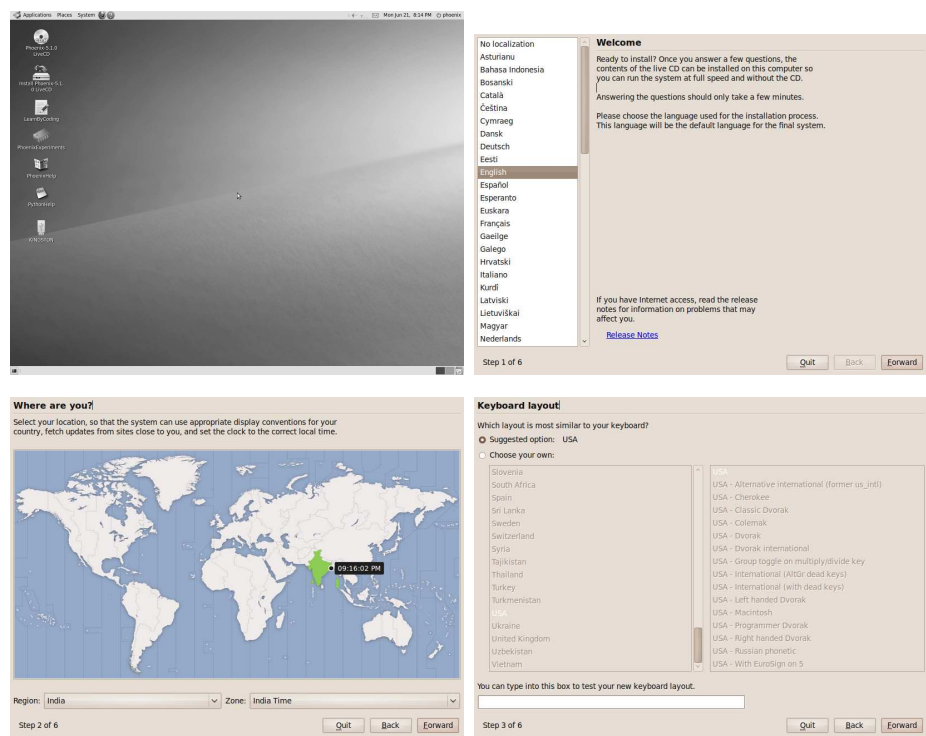 Applications Places System Mon Jun 21, 8:14 PM phoenix
Phoenix-5.1.0
LiveCD
Install Phoenix-5.1
.0 LiveCD
LearnByCoding
PhoenixExperiments
PhoenixHelp
PythonHelp
KINGSTON
No localization
Asturianu
Bahasa Indonesia
Bosanski
Català
Čeština
Cymraeg
Dansk
Deutsch
Eesti
English
Español
Esperanto
Euskara
Français
Gaeilge
Galego
Hrvatski
Italiano
Kurdî
Latviski
Lietuviškai
Magyar
Nederlands
Welcome
Ready to install? Once you answer a few questions, the
contents of the live CD can be installed on this computer so
you can run the system at full speed and without the CD.
Answering the questions should only take a few minutes.
Please choose the language used for the installation process.
This language will be the default language for the final system.
If you have Internet access, read the release
notes for information on problems that may
affect you.
Release Notes
Step 1 of 6 Quit Back Forward
Where are you?
Select your location, so that the system can use appropriate display conventions for your
country, fetch updates from sites close to you, and set the clock to the correct local time.
09:16:02 PM
Region: India Zone: India Time
Step 2 of 6 Quit Back Forward
Keyboard layout
Which layout is most similar to your keyboard?
Suggested option: USA
Choose your own:
Slovenia
South Africa
Spain
Sri Lanka
Sweden
Switzerland
Syria
Tajikistan
Thailand
Turkey
Turkmenistan
USA
Ukraine
United Kingdom
Uzbekistan
Vietnam
USA
USA - Alternative international (former us_intl)
USA - Cherokee
USA - Classic Dvorak
USA - Colemak
USA - Dvorak
USA - Dvorak international
USA - Group toggle on multiply/divide key
USA - International (AltGr dead keys)
USA - International (with dead keys)
USA - Left handed Dvorak
USA - Macintosh
USA - Programmer Dvorak
USA - Right handed Dvorak
USA - Russian phonetic
USA - With EuroSign on 5
You can type into this box to test your new keyboard layout.
Step 3 of 6 Quit Back Forward